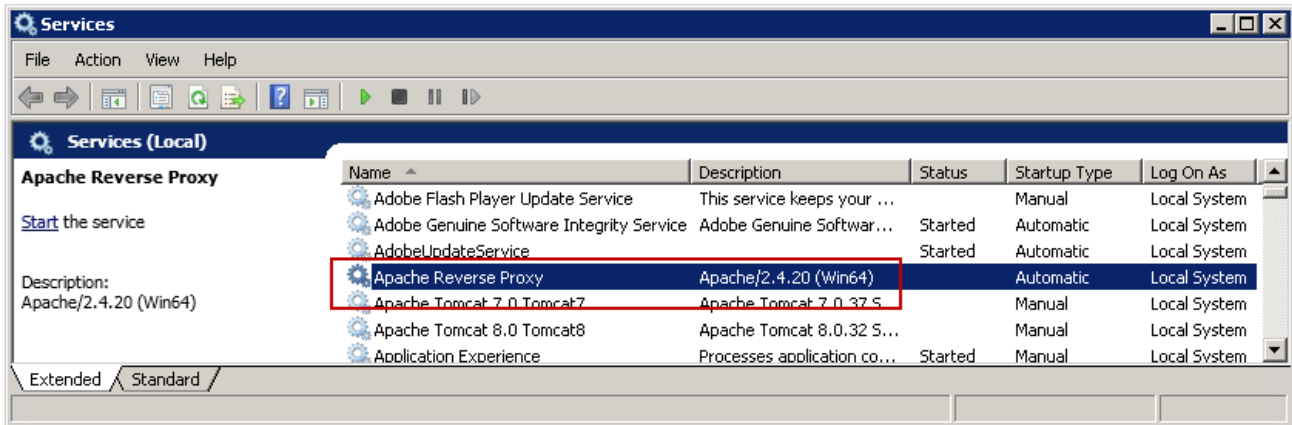 Services
File Action View Help
Services (Local)
Apache Reverse Proxy
Start the service
Description:
Apache/2.4.20 (Win64)
Name Description Status Startup Type Log On As
Adobe Flash Player Update Service This service keeps your ... Manual Local System
Adobe Genuine Software Integrity Service Adobe Genuine Softwar... Started Automatic Local System
AdobeUpdateService Started Automatic Local System
Apache Reverse Proxy Apache/2.4.20 (Win64) Automatic Local System
Apache Tomcat 7.0 Tomcat7 Apache Tomcat 7.0.37 S... Manual Local System
Apache Tomcat 8.0 Tomcat8 Apache Tomcat 8.0.32 S... Manual Local System
Application Experience Processes application co... Started Manual Local System
Extended Standard